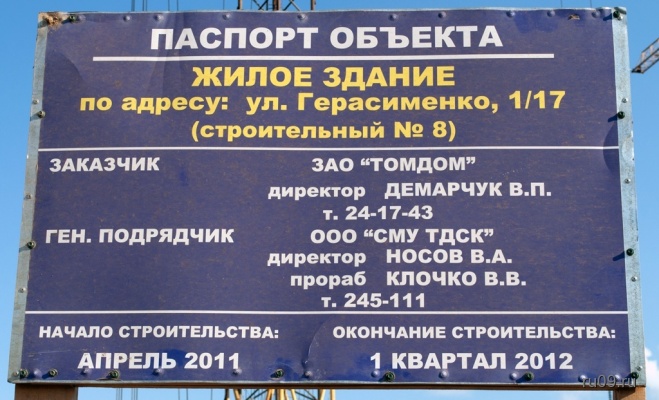 ПАСПОРТ ОБЪЕКТА
ЖИЛОЕ ЗДАНИЕ
по адресу: ул. Герасименко, 1/17
(строительный № 8)
ЗАКАЗЧИК ЗАО "ТОМДОМ"
директор ДЕМАРЧУК В.П.
т. 24-17-43
ГЕН. ПОДРЯДЧИК ООО "СМУ ТДСК"
директор НОСОВ В.А.
прораб КЛОЧКО В.В.
т. 245-111
НАЧАЛО СТРОИТЕЛЬСТВА: ОКОНЧАНИЕ СТРОИТЕЛЬСТВА:
АПРЕЛЬ 2011 1 КВАРТАЛ 2012
ru09.ru